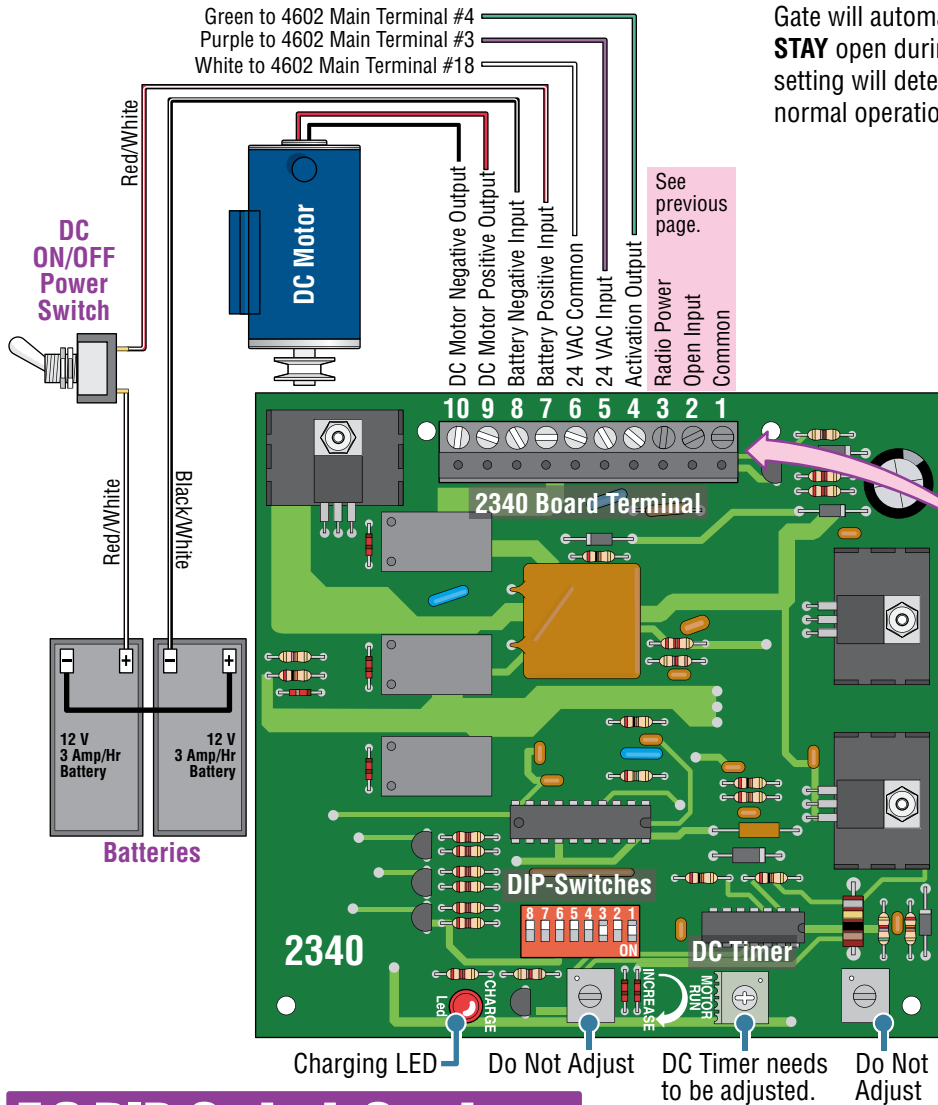 Green to 4602 Main Terminal #4
Purple to 4602 Main Terminal #3
White to 4602 Main Terminal #18
Gate will
STAY open
setting will
normal
Red/White
DC
ON/OFF
Power
Switch
DC Motor
DC Motor Negative Output
DC Motor Positive Output
Battery Negative Input
Battery Positive Input
24 VAC Common
24 VAC Input
Activation Output
See
previous
page.
Radio Power
Open Input
Common
10 9 8 7 6 5 4 3 2 1
2340 Board Terminal
Red/White
Black/White
- +
- +
12 V
3 Amp/Hr
Battery
12 V
3 Amp/Hr
Battery
Batteries
DIP-Switches
8 7 6 5 4 3 2 1
ON
2340
DC Timer
CHARGE
Led
INCREASE
MOTOR
RUN
Charging LED
Do Not Adjust
DC Timer needs
to be adjusted.
Do Not
Adjust